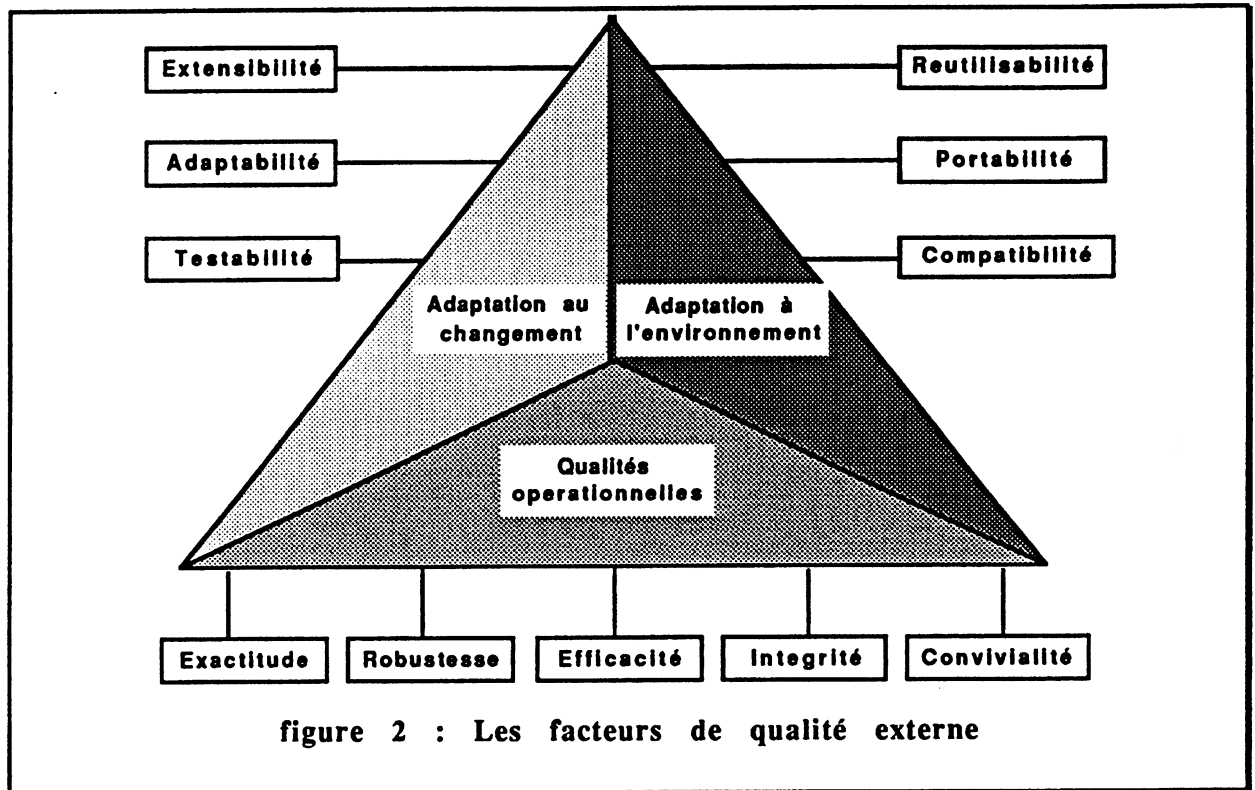 Extensibilité
Reutilisabilité
Adaptabilité
Portabilité
Testabilité
Compatibilité
Adaptation au
changement
Adaptation à
l'environnement
Qualités
operationnelles
Exactitude
Robustesse
Efficacité
Integrité
Convivialité
figure 2 : Les facteurs de qualité externe